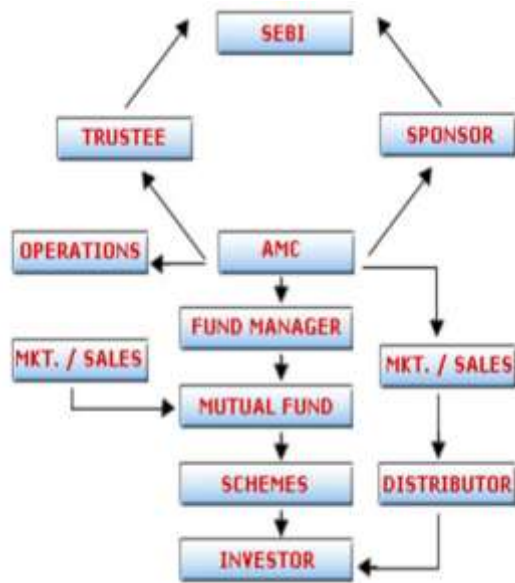 SEBI
TRUSTEE
SPONSOR
OPERATIONS
AMC
FUND MANAGER
MKT. / SALES
MKT. / SALES
MUTUAL FUND
SCHEMES
DISTRIBUTOR
INVESTOR